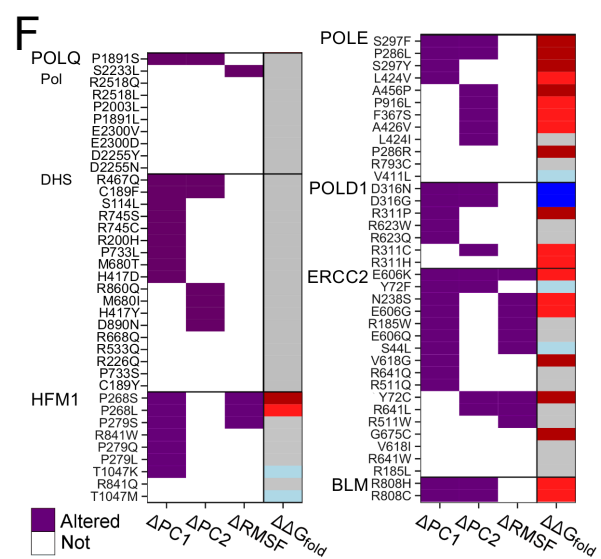 F
POLQ
Pol
P1891S
S2233L
R2518Q
R2518L
P2003L
P1891L
E2300V
E2300D
D2255Y
D2255N
DHS
R467Q
C189F
S114L
R745S
R745C
R200H
P733L
M680T
H417D
R860Q
M680I
H417Y
D890N
R668Q
R533Q
R226Q
P733S
C189Y
HFM1
P268S
P268L
P279S
R841W
P279Q
P279L
T1047K
R841Q
T1047M
ΔPC1
ΔPC2
ΔRMSF
ΔΔGfold
Altered
Not
POLE
S297F
P286L
S297Y
L424V
A456P
P916L
F367S
A426V
L424I
P286R
R793C
V411L
POLD1
D316N
D316G
R311P
R623W
R623Q
R311C
R311H
ERCC2
E606K
Y72F
N238S
E606G
R185W
E606Q
S44L
V618G
R641Q
R511Q
Y72C
R641L
R511W
G675C
V618I
R641W
R185L
BLM
R808H
R808C
ΔPC1
ΔPC2
ΔRMSF
ΔΔGfold